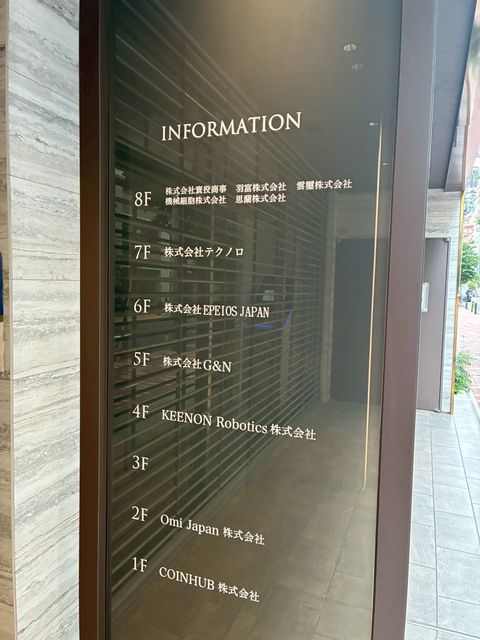 INFORMATION
8F 株式会社寶投商事 羽富株式会社 雲璽株式会社
機械細胞株式会社 思蘭株式会社
7F 株式会社テクノロ
6F 株式会社EPEIOS JAPAN
5F 株式会社G&N
4F KEENON Robotics 株式会社
3F
2F Omi Japan 株式会社
1F COINHUB 株式会社